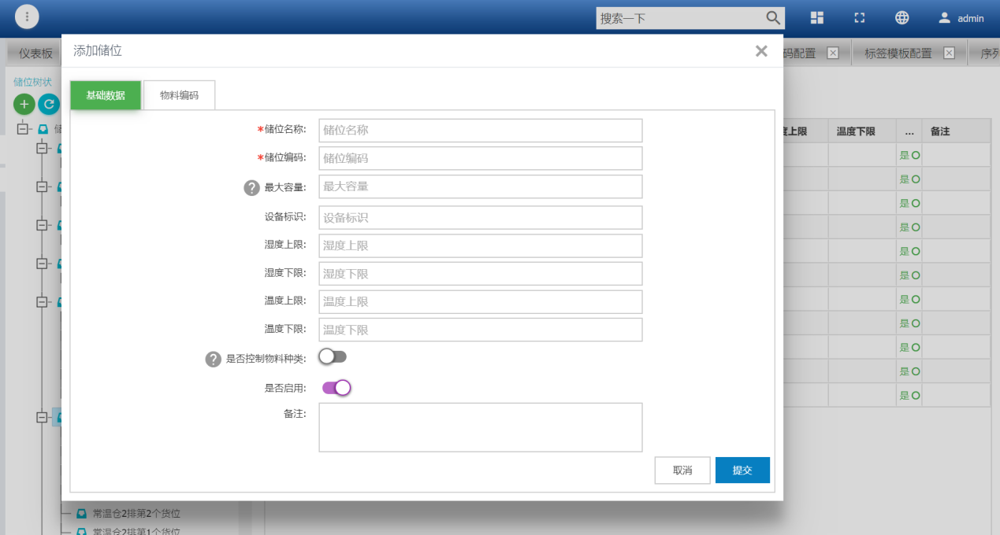 搜索一下
admin
仪表板
添加储位
码配置
标签模板配置
储位树状
基础数据
物料编码
*储位名称:
储位名称
*储位编码:
储位编码
最大容量:
最大容量
设备标识:
设备标识
湿度上限:
湿度上限
湿度下限:
湿度下限
温度上限:
温度上限
温度下限:
温度下限
是否控制物料种类:
是否启用:
备注:
取消
提交
度上限
温度下限
...
备注
是
是
是
是
是
是
是
是
是
是
是
常温仓2排第2个货位
常温仓2排第1个货位